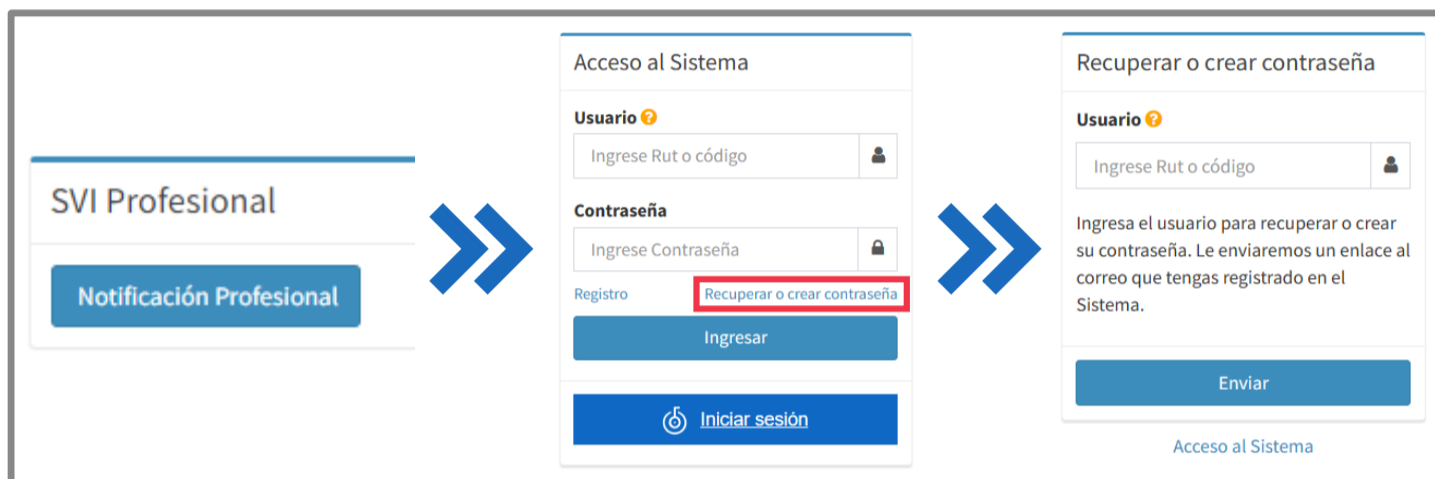 SVI Profesional
Notificación Profesional
Acceso al Sistema
Usuario
Ingrese Rut o código
Contraseña
Ingrese Contraseña
Registro
Recuperar o crear contraseña
Ingresar
Iniciar sesión
Recuperar o crear contraseña
Usuario
Ingrese Rut o código
Ingresa el usuario para recuperar o crear
su contraseña. Le enviaremos un enlace al
correo que tengas registrado en el
Sistema.
Enviar
Acceso al Sistema